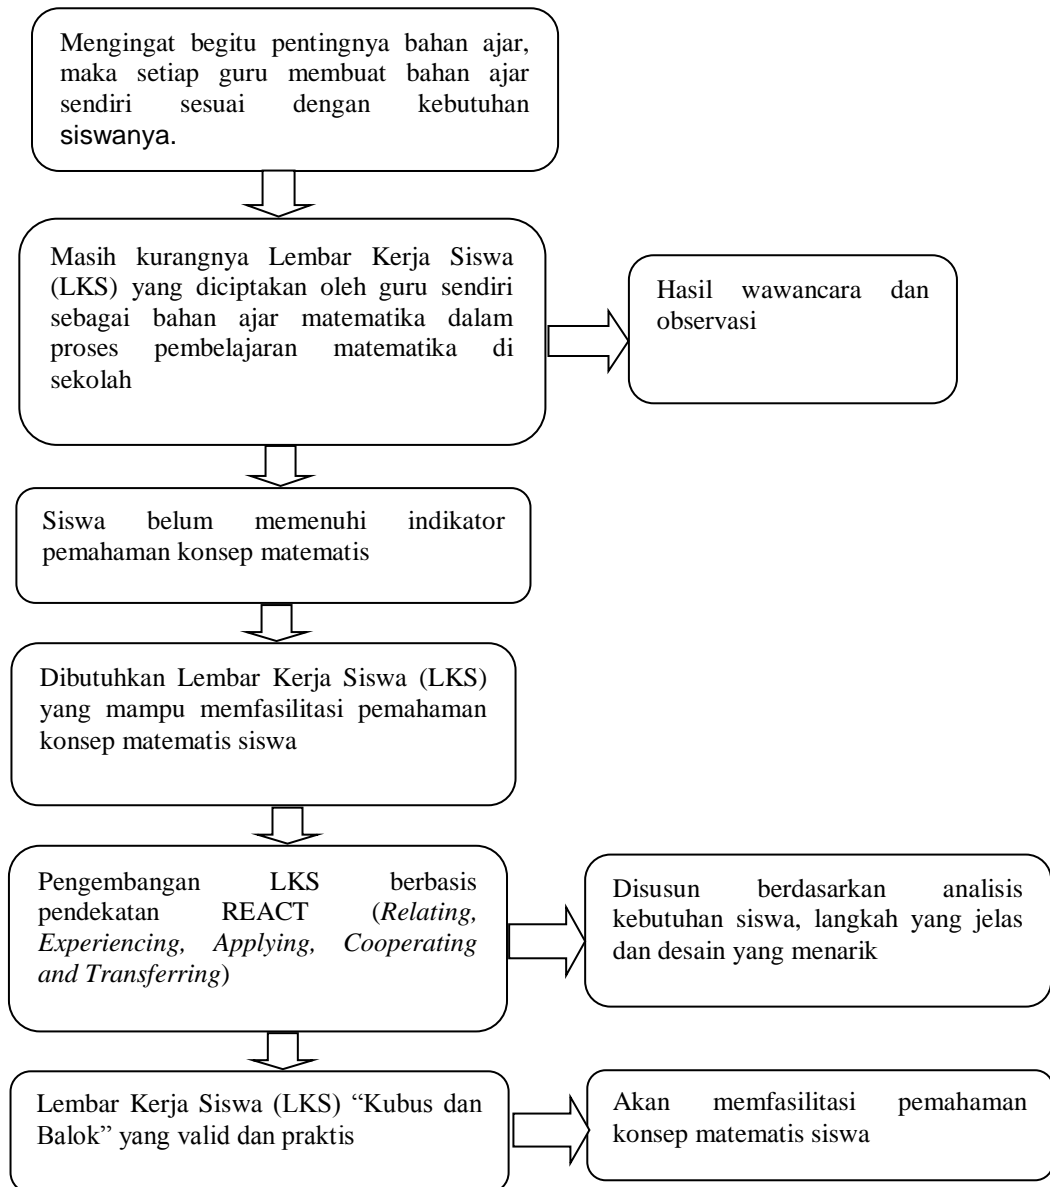 Mengingat begitu pentingnya bahan ajar,
maka setiap guru membuat bahan ajar
sendiri sesuai dengan kebutuhan
siswanya.
Masih kurangnya Lembar Kerja Siswa
(LKS) yang diciptakan oleh guru sendiri
sebagai bahan ajar matematika dalam
proses pembelajaran matematika di
sekolah
Hasil wawancara dan
observasi
Siswa belum memenuhi indikator
pemahaman konsep matematis
Dibutuhkan Lembar Kerja Siswa (LKS)
yang mampu memfasilitasi pemahaman
konsep matematis siswa
Pengembangan LKS berbasis
pendekatan REACT (Relating,
Experiencing, Applying, Cooperating
and Transferring)
Disusun berdasarkan analisis
kebutuhan siswa, langkah yang jelas
dan desain yang menarik
Lembar Kerja Siswa (LKS) “Kubus dan
Balok” yang valid dan praktis
Akan memfasilitasi pemahaman
konsep matematis siswa